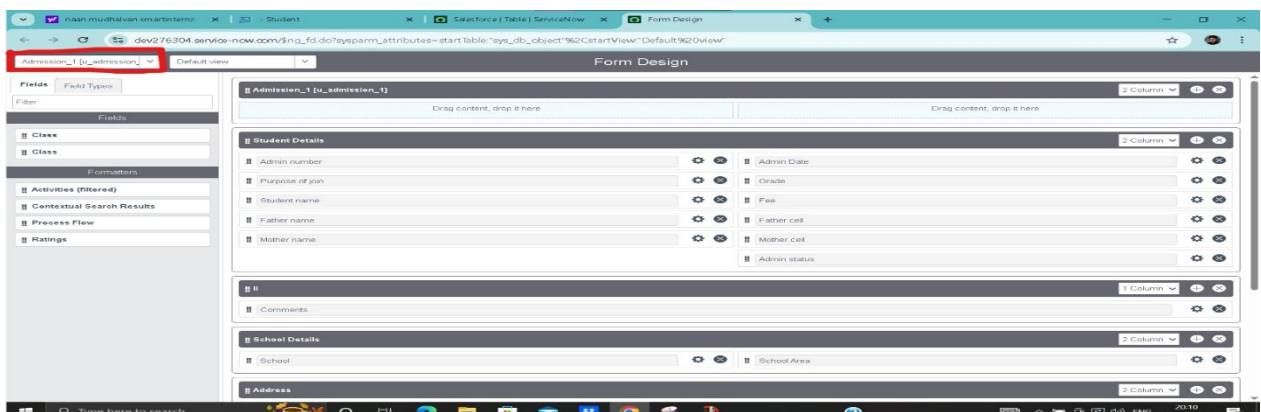 naan mudhalvan smartinternz
- Student
Salesforce | Table | ServiceNow
Form Design
dev276304.service-now.com/$ng_fd.do?sysparm_attributes=startTable:"sys_db_object"%2CstartView:"Default%20view"
Admission_1 [u_admission_
Default view
Form Design
Fields
Field Types
Filter
Fields
Class
Class
Formatters
Activities (filtered)
Contextual Search Results
Process Flow
Ratings
Admission_1 [u_admission_1]
2 Column
Drag content, drop it here
Drag content, drop it here
Student Details
2 Column
Admin number
Admin Date
Purpose of join
Grade
Student name
Fee
Father name
Father cell
Mother name
Mother cell
Admin status
1 Column
Comments
School Details
2 Column
School
School Area
Address
2 Column
Type here to search
ENG
20:10